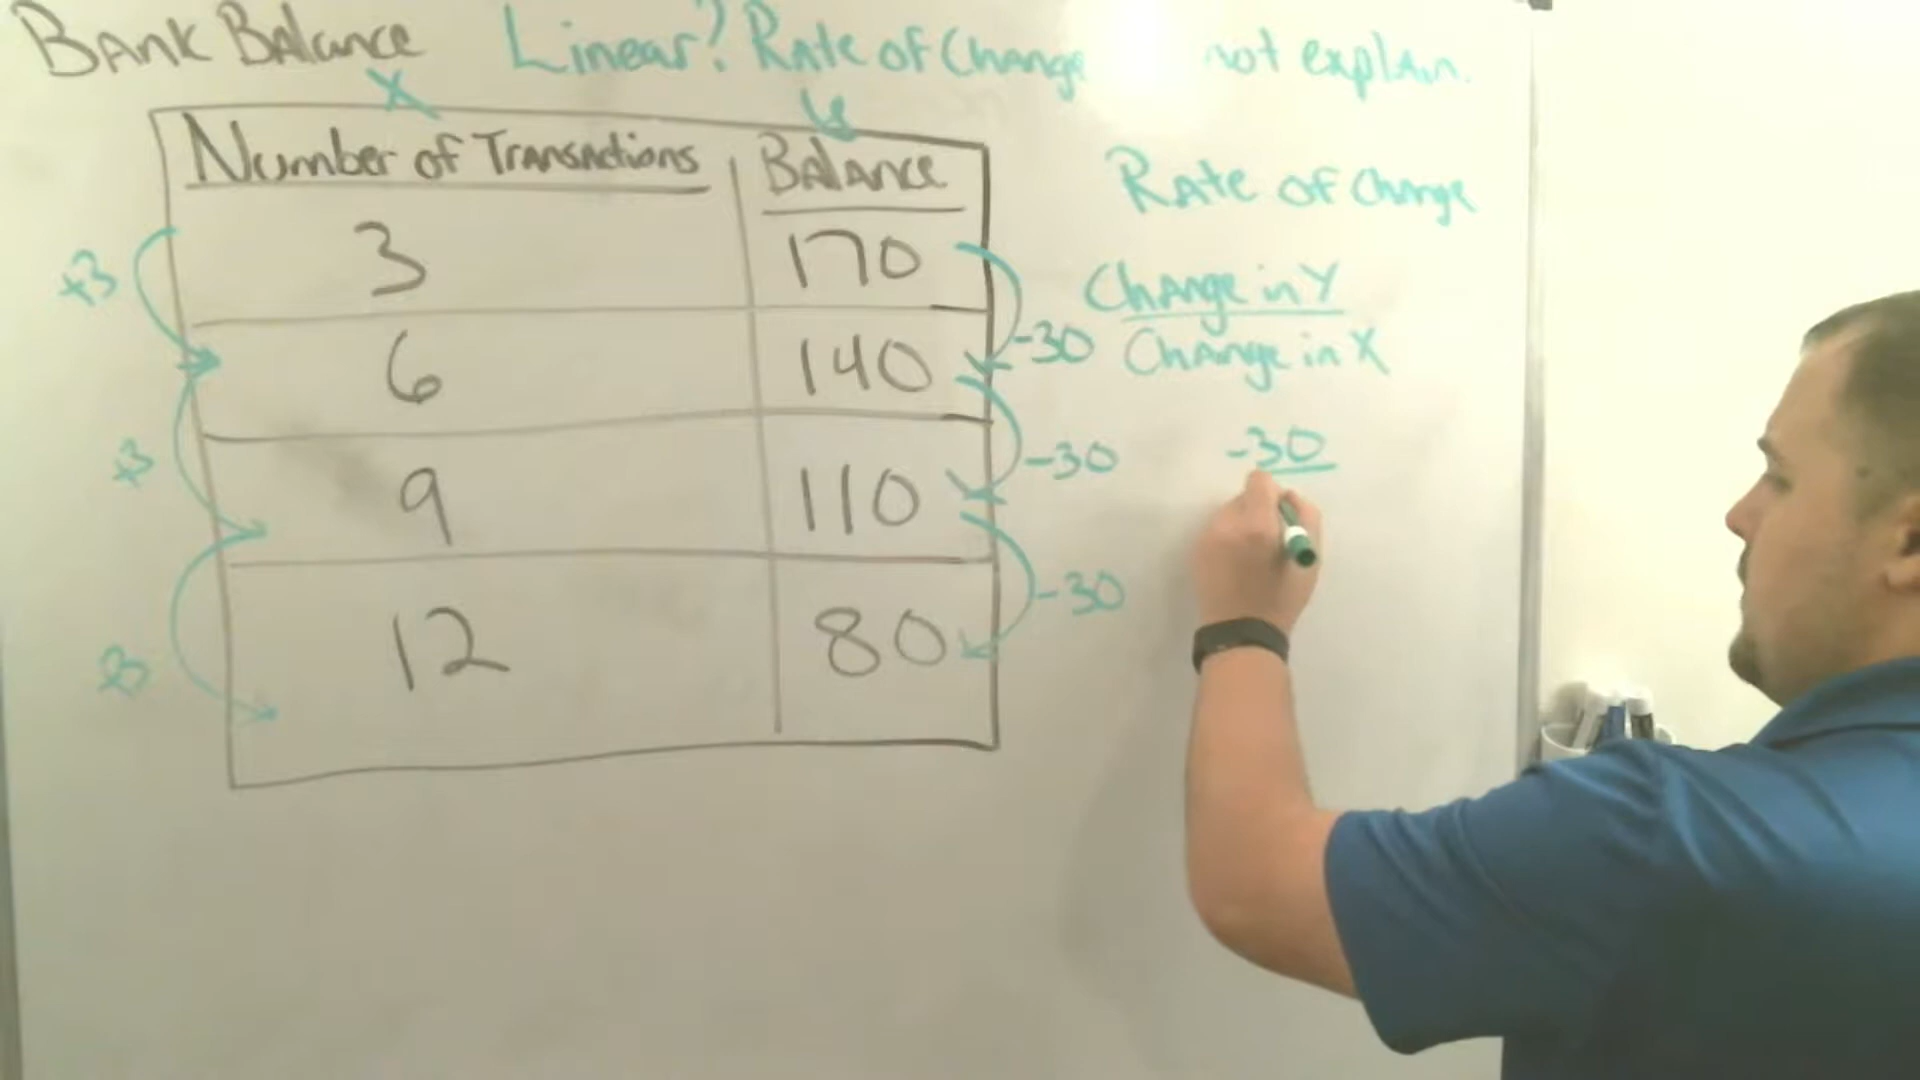 Bank Balance Linear? Rate of Change not explain.
X y
Number of Transactions Balance
3 170
6 140
9 110
12 80
+3
+3
+3
-30
-30
-30
Rate of Change
Change in Y
Change in X
-30